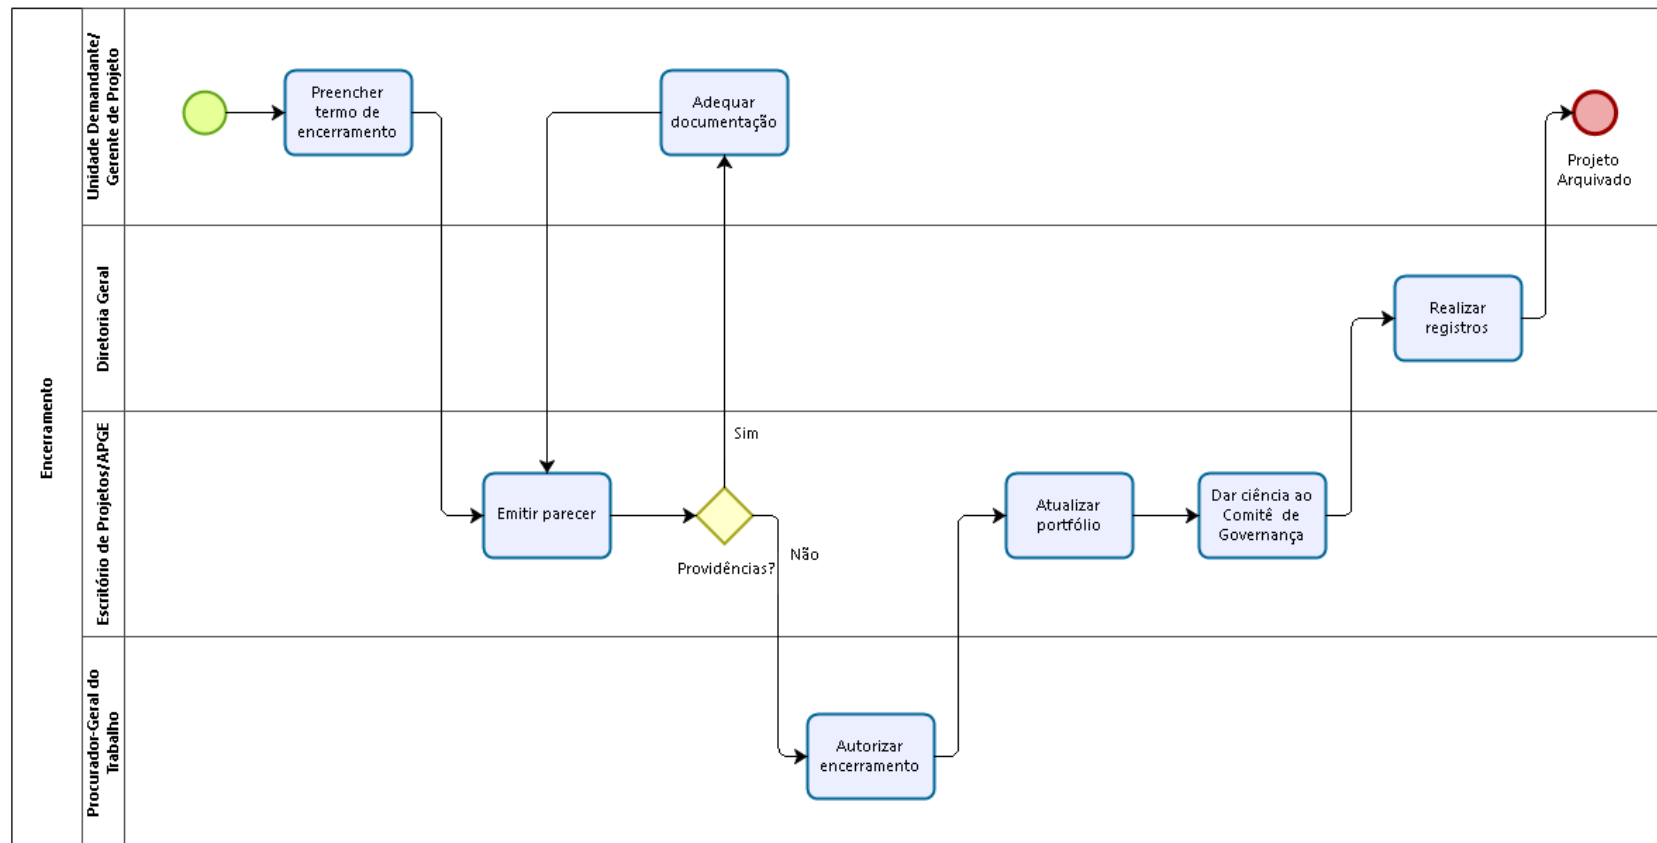 Encerramento
Unidade Demandante/
Gerente de Projeto
Preencher
termo de
encerramento
Adequar
documentação
Projeto
Arquivado
Diretoria Geral
Realizar
registros
Escritório de Projetos/APGE
Emitir parecer
Sim
Providências?
Não
Atualizar
portfólio
Dar ciência ao
Comitê de
Governança
Procurador-Geral do
Trabalho
Autorizar
encerramento